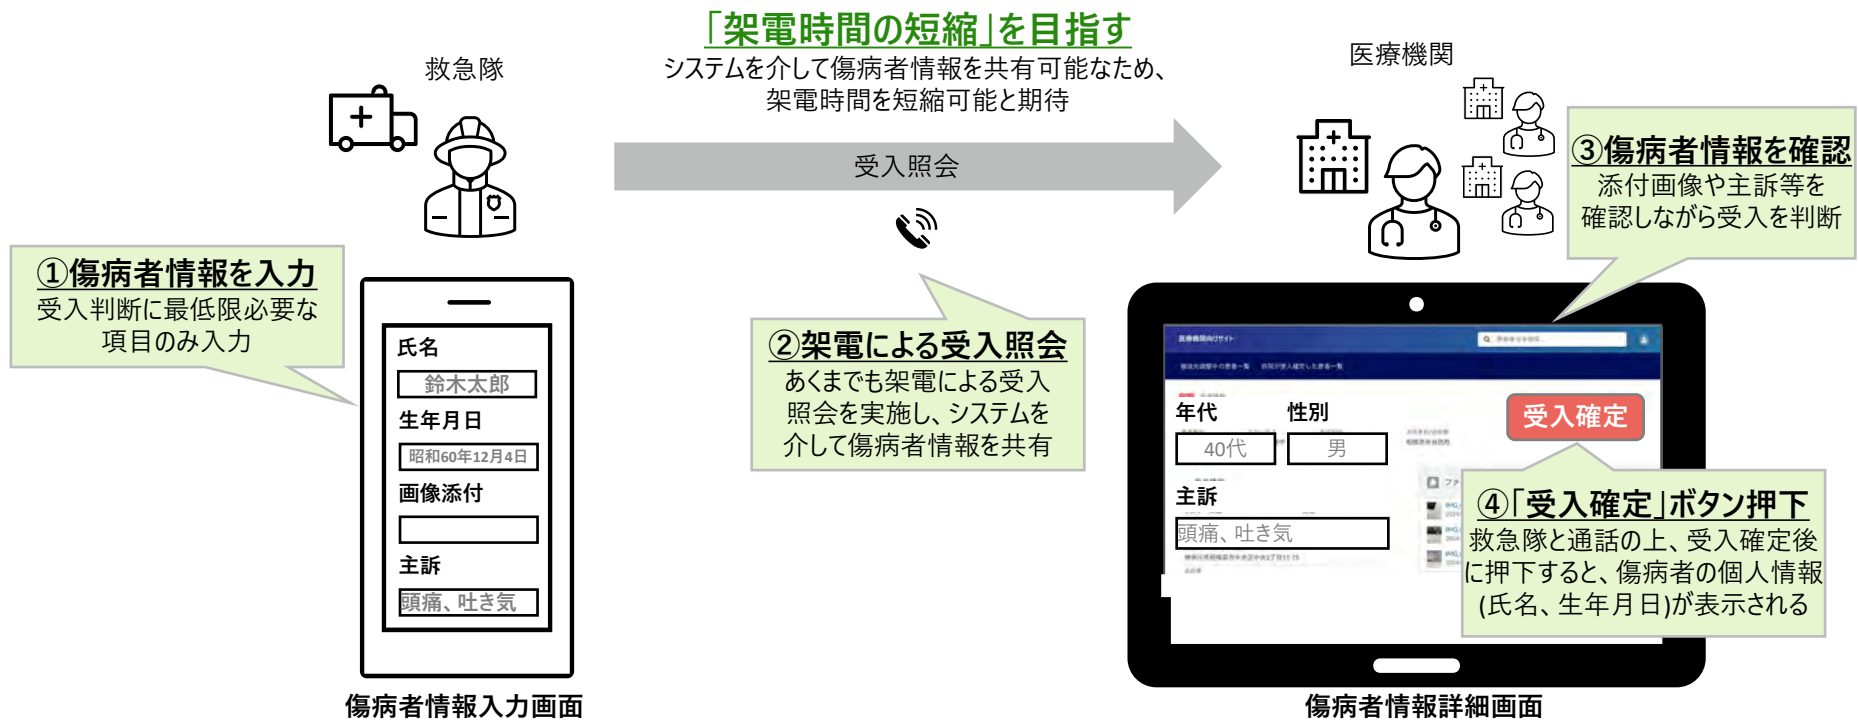 「架電時間の短縮」を目指す
システムを介して傷病者情報を共有可能なため、
架電時間を短縮可能と期待
救急隊
医療機関
受入照会
①傷病者情報を入力
受入判断に最低限必要な
項目のみ入力
氏名
鈴木太郎
生年月日
昭和60年12月4日
画像添付
主訴
頭痛、吐き気
傷病者情報入力画面
②架電による受入照会
あくまでも架電による受入
照会を実施し、システムを
介して傷病者情報を共有
③傷病者情報を確認
添付画像や主訴等を
確認しながら受入を判断
医療機関向けサイト
年代
性別
40代
男
主訴
頭痛、吐き気
受入確定
④「受入確定」ボタン押下
救急隊と通話の上、受入確定後
に押下すると、傷病者の個人情報
(氏名、生年月日)が表示される
傷病者情報詳細画面